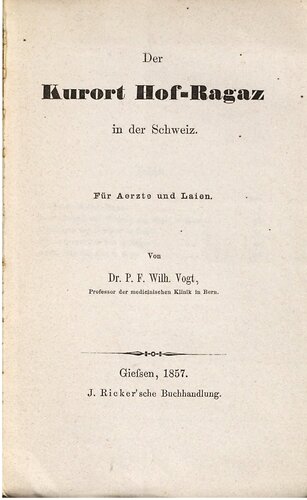 Der
Kurort Hof-Ragaz
in der Schweiz.
Für Aerzte und Laien.
Von
Dr. P. F. Wilh. Vogt,
Professor der medicinischen Klinik in Bern.
Gieſsen, 1857.
J. Ricker'sche Buchhandlung.